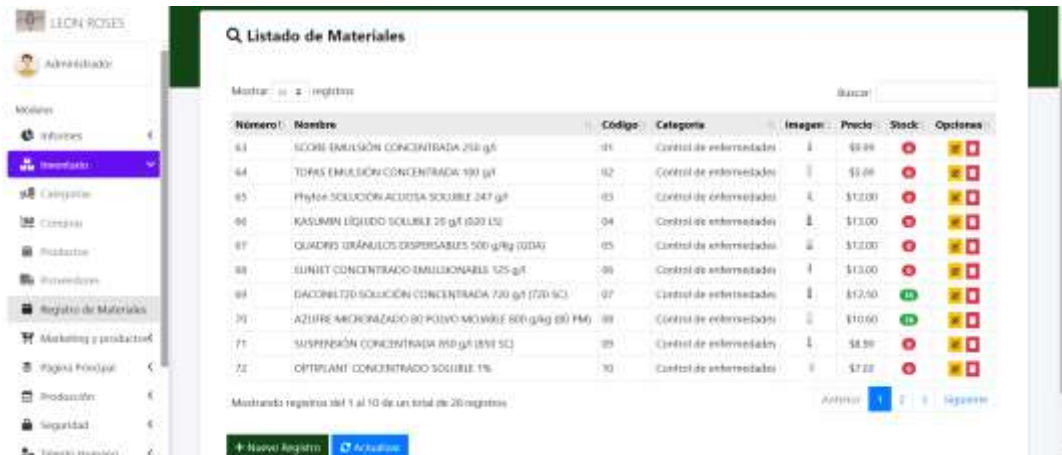 LEON ROSES
Administrador
Módulos
Informes
Inventario
Categorias
Compras
Productos
Proveedores
Registro de Materiales
Marketing y productos
Página Principal
Producción
Seguridad
Talento Humano
Listado de Materiales
Mostrar registros
Buscar:
Número Nombre Código Categoría Imagen Precio Stock Opciones
63 SCORE EMULSIÓN CONCENTRADA 250 g/l 01 Control de enfermedades
64 TOPAS EMULSIÓN CONCENTRADA 100 g/l 02 Control de enfermedades
65 Phyton SOLUCIÓN ACUOSA SOLUBLE 247 g/l 03 Control de enfermedades $12.00
66 KASUMIN LÍQUIDO SOLUBLE 20 g/l (020 LS) 04 Control de enfermedades $13.00
67 QUADRIS GRÁNULOS DISPERSABLES 500 g/kg (GDA) 05 Control de enfermedades $12.00
68 CONCENTRADO EMULSIONABLE 125 g/l 06 Control de enfermedades $13.00
69 DACONIL720 SOLUCIÓN CONCENTRADA 720 g/l (720 SC) 07 Control de enfermedades $12.50
70 AZUFRE MICRONIZADO 80 POLVO MOJABLE 800 g/kg (80 PM) 08 Control de enfermedades $10.60
71 SUSPENSIÓN CONCENTRADA 850 g/l (850 SC) 09 Control de enfermedades
72 OPTIPLANT CONCENTRADO SOLUBLE 1% 10 Control de enfermedades
Mostrando registros del 1 al 10 de un total de 28 registros
Anterior 1 2 3 Siguiente
Nuevo Registro Actualizar